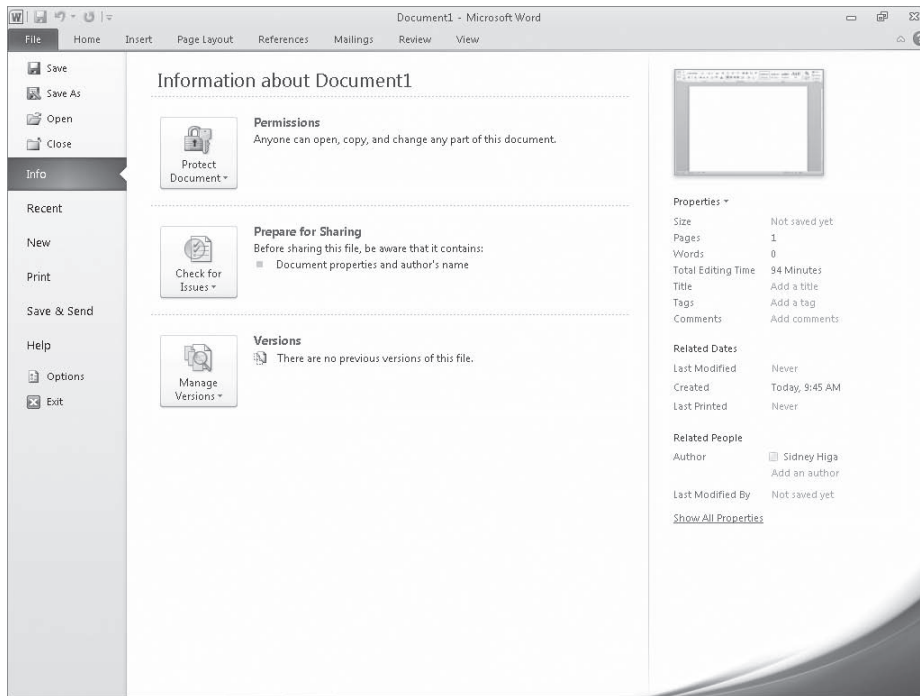 Document1 - Microsoft Word
File Home Insert Page Layout References Mailings Review View
Save
Save As
Open
Close
Info
Recent
New
Print
Save & Send
Help
Options
Exit
Information about Document1
Protect
Document
Permissions
Anyone can open, copy, and change any part of this document.
Check for
Issues
Prepare for Sharing
Before sharing this file, be aware that it contains:
Document properties and author's name
Manage
Versions
Versions
There are no previous versions of this file.
Properties
Size Not saved yet
Pages 1
Words 0
Total Editing Time 94 Minutes
Title Add a title
Tags Add a tag
Comments Add comments
Related Dates
Last Modified Never
Created Today, 9:45 AM
Last Printed Never
Related People
Author Sidney Higa
Add an author
Last Modified By Not saved yet
Show All Properties